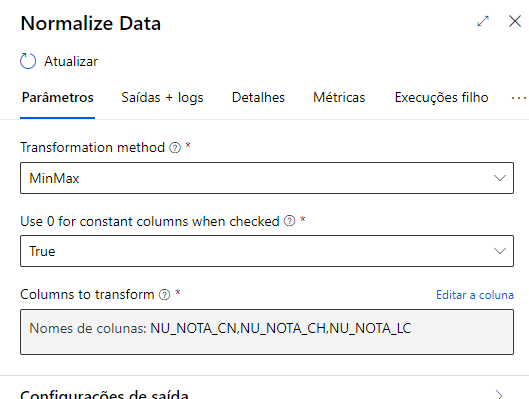 Normalize Data
Atualizar
Parâmetros Saídas + logs Detalhes Métricas Execuções filho ...
Transformation method *
MinMax
Use 0 for constant columns when checked *
True
Columns to transform * Editar a coluna
Nomes de colunas: NU_NOTA_CN,NU_NOTA_CH,NU_NOTA_LC
Configurações de saída